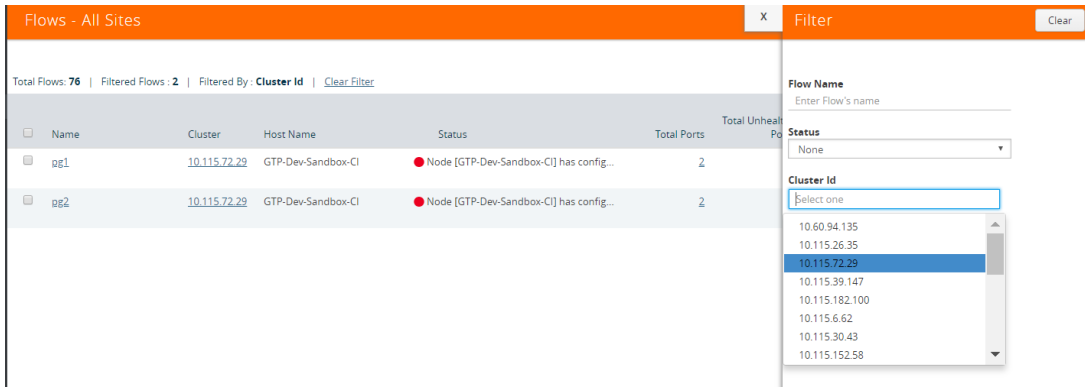 Flows - All Sites
X
Filter
Clear
Total Flows: 76 | Filtered Flows : 2 | Filtered By : Cluster Id | Clear Filter
Name Cluster Host Name Status Total Ports Total Unhealt
Po
pg1 10.115.72.29 GTP-Dev-Sandbox-CI Node [GTP-Dev-Sandbox-CI] has config... 2
pg2 10.115.72.29 GTP-Dev-Sandbox-CI Node [GTP-Dev-Sandbox-CI] has config... 2
Flow Name
Enter Flow's name
Status
None
Cluster Id
Select one
10.60.94.135
10.115.26.35
10.115.72.29
10.115.39.147
10.115.182.100
10.115.6.62
10.115.30.43
10.115.152.58